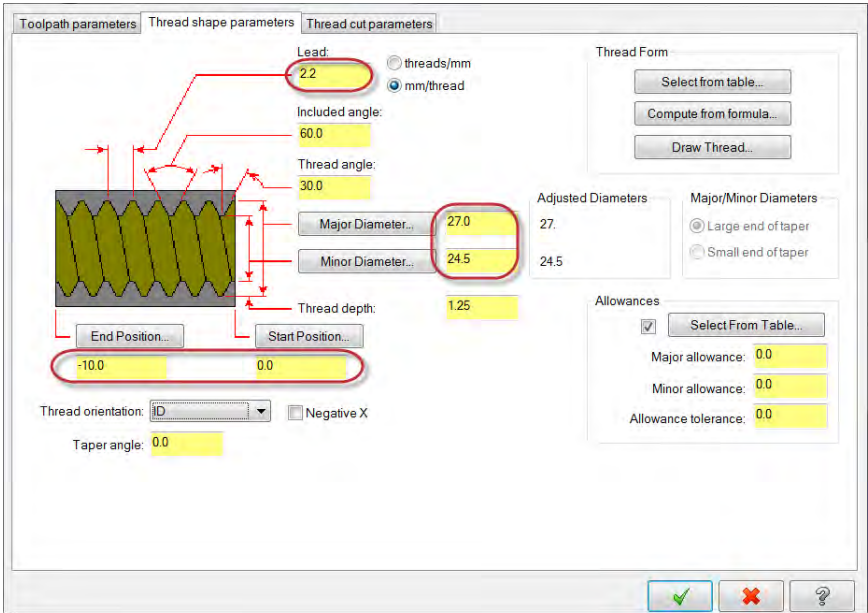 Toolpath parameters
Thread shape parameters
Thread cut parameters
Lead:
2.2
threads/mm
mm/thread
Included angle:
60.0
Thread angle:
30.0
Major Diameter...
27.0
Minor Diameter...
24.5
Thread depth:
1.25
End Position...
Start Position...
-10.0
0.0
Thread orientation:
ID
Negative X
Taper angle:
0.0
Thread Form
Select from table...
Compute from formula...
Draw Thread...
Adjusted Diameters
27.
24.5
Major/Minor Diameters
Large end of taper
Small end of taper
Allowances
Select From Table...
Major allowance:
0.0
Minor allowance:
0.0
Allowance tolerance:
0.0
?